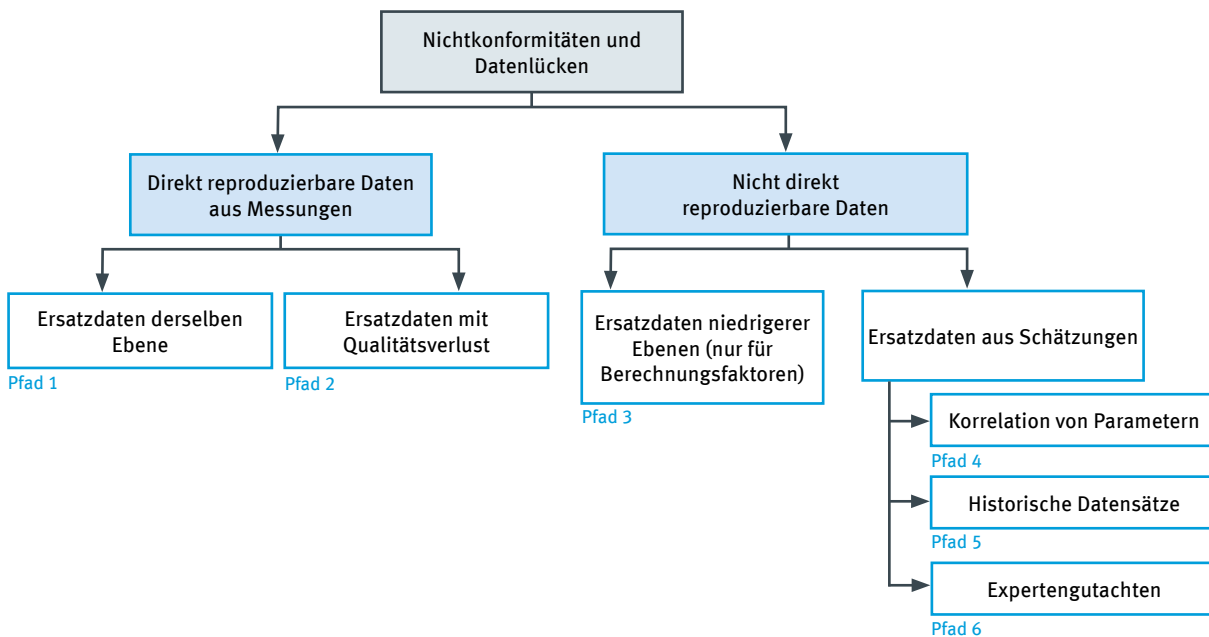 Nichtkonformitäten und
Datenlücken
Direkt reproduzierbare Daten
aus Messungen
Nicht direkt
reproduzierbare Daten
Ersatzdaten derselben
Ebene
Pfad 1
Ersatzdaten mit
Qualitätsverlust
Pfad 2
Ersatzdaten niedrigerer
Ebenen (nur für
Berechnungsfaktoren)
Pfad 3
Ersatzdaten aus Schätzungen
Korrelation von Parametern
Pfad 4
Historische Datensätze
Pfad 5
Expertengutachten
Pfad 6